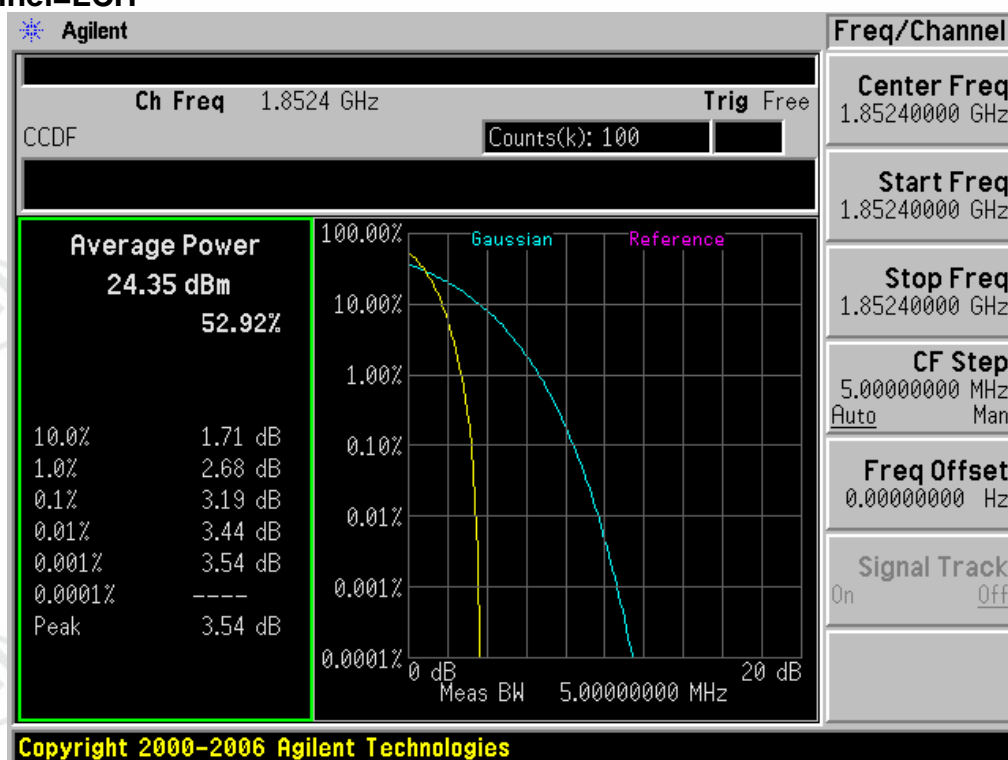 Agilent
Freq/Channel
Ch Freq 1.8524 GHz Trig Free
CCDF Counts(k): 100
Center Freq
1.85240000 GHz
Start Freq
1.85240000 GHz
Stop Freq
1.85240000 GHz
CF Step
5.00000000 MHz
Auto Man
Freq Offset
0.00000000 Hz
Signal Track
On Off
Average Power
24.35 dBm
52.92%
10.0% 1.71 dB
1.0% 2.68 dB
0.1% 3.19 dB
0.01% 3.44 dB
0.001% 3.54 dB
0.0001% ----
Peak 3.54 dB
Gaussian Reference
100.00%
10.00%
1.00%
0.10%
0.01%
0.001%
0.0001%
0 dB 20 dB
Meas BW 5.00000000 MHz
Copyright 2000-2006 Agilent Technologies